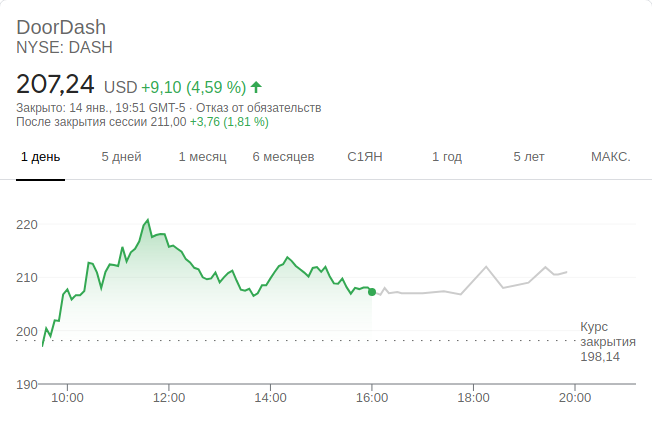 DoorDash
NYSE: DASH
207,24 USD +9,10 (4,59 %)
Закрыто: 14 янв., 19:51 GMT-5 · Отказ от обязательств
После закрытия сессии 211,00 +3,76 (1,81 %)
1 день 5 дней 1 месяц 6 месяцев С1ЯН 1 год 5 лет МАКС.
220
210
200
Курс
закрытия
198,14
190
10:00 12:00 14:00 16:00 18:00 20:00